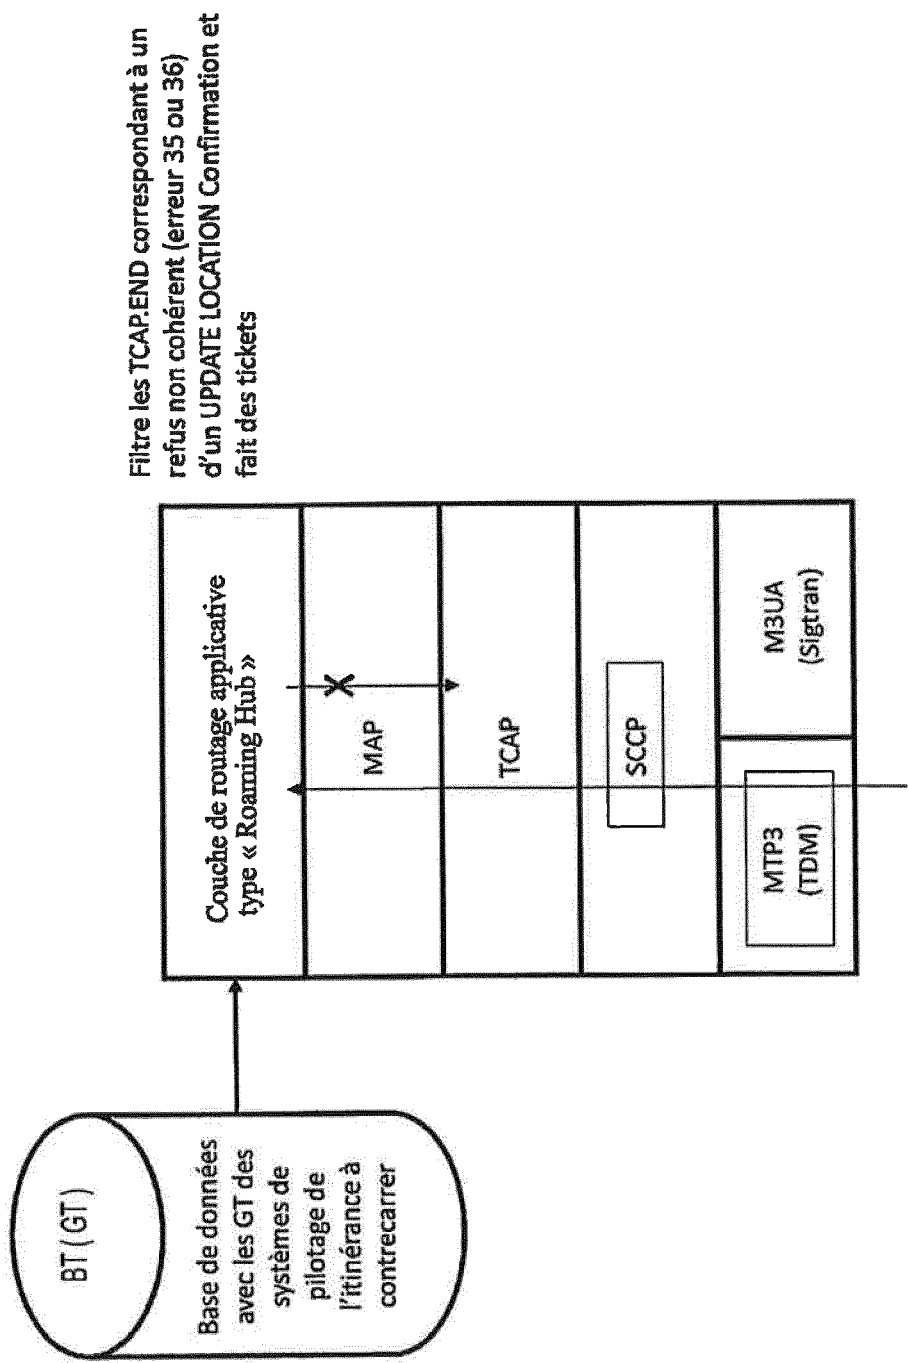 BT(GT)
Base de données
avec les GT des
systèmes de
pilotage de
l'itinérance à
contrecarrer
Couche de routage applicative
type « Roaming Hub »
MAP
TCAP
SCCP
MTP3
(TDM)
M3UA
(Sigtran)
Filtre les TCAP.END correspondant à un
refus non cohérent (erreur 35 ou 36)
d'un UPDATE LOCATION Confirmation et
fait des tickets